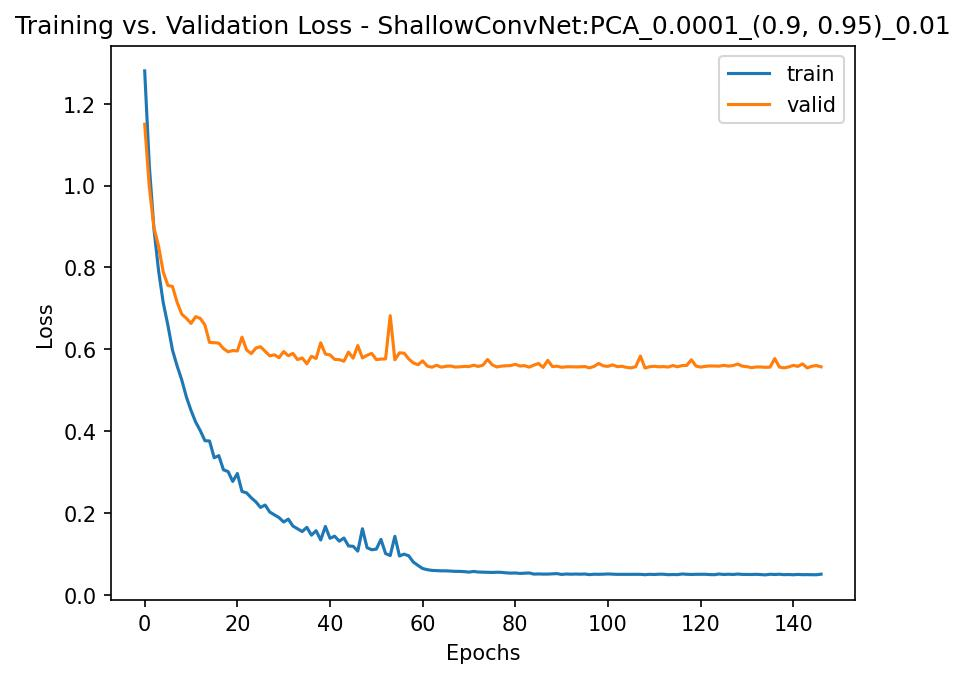 Training vs. Validation Loss - ShallowConvNet:PCA_0.0001_(0.9, 0.95)_0.01
train
valid
1.2
1.0
0.8
0.6
0.4
0.2
0.0
Loss
0 20 40 60 80 100 120 140
Epochs